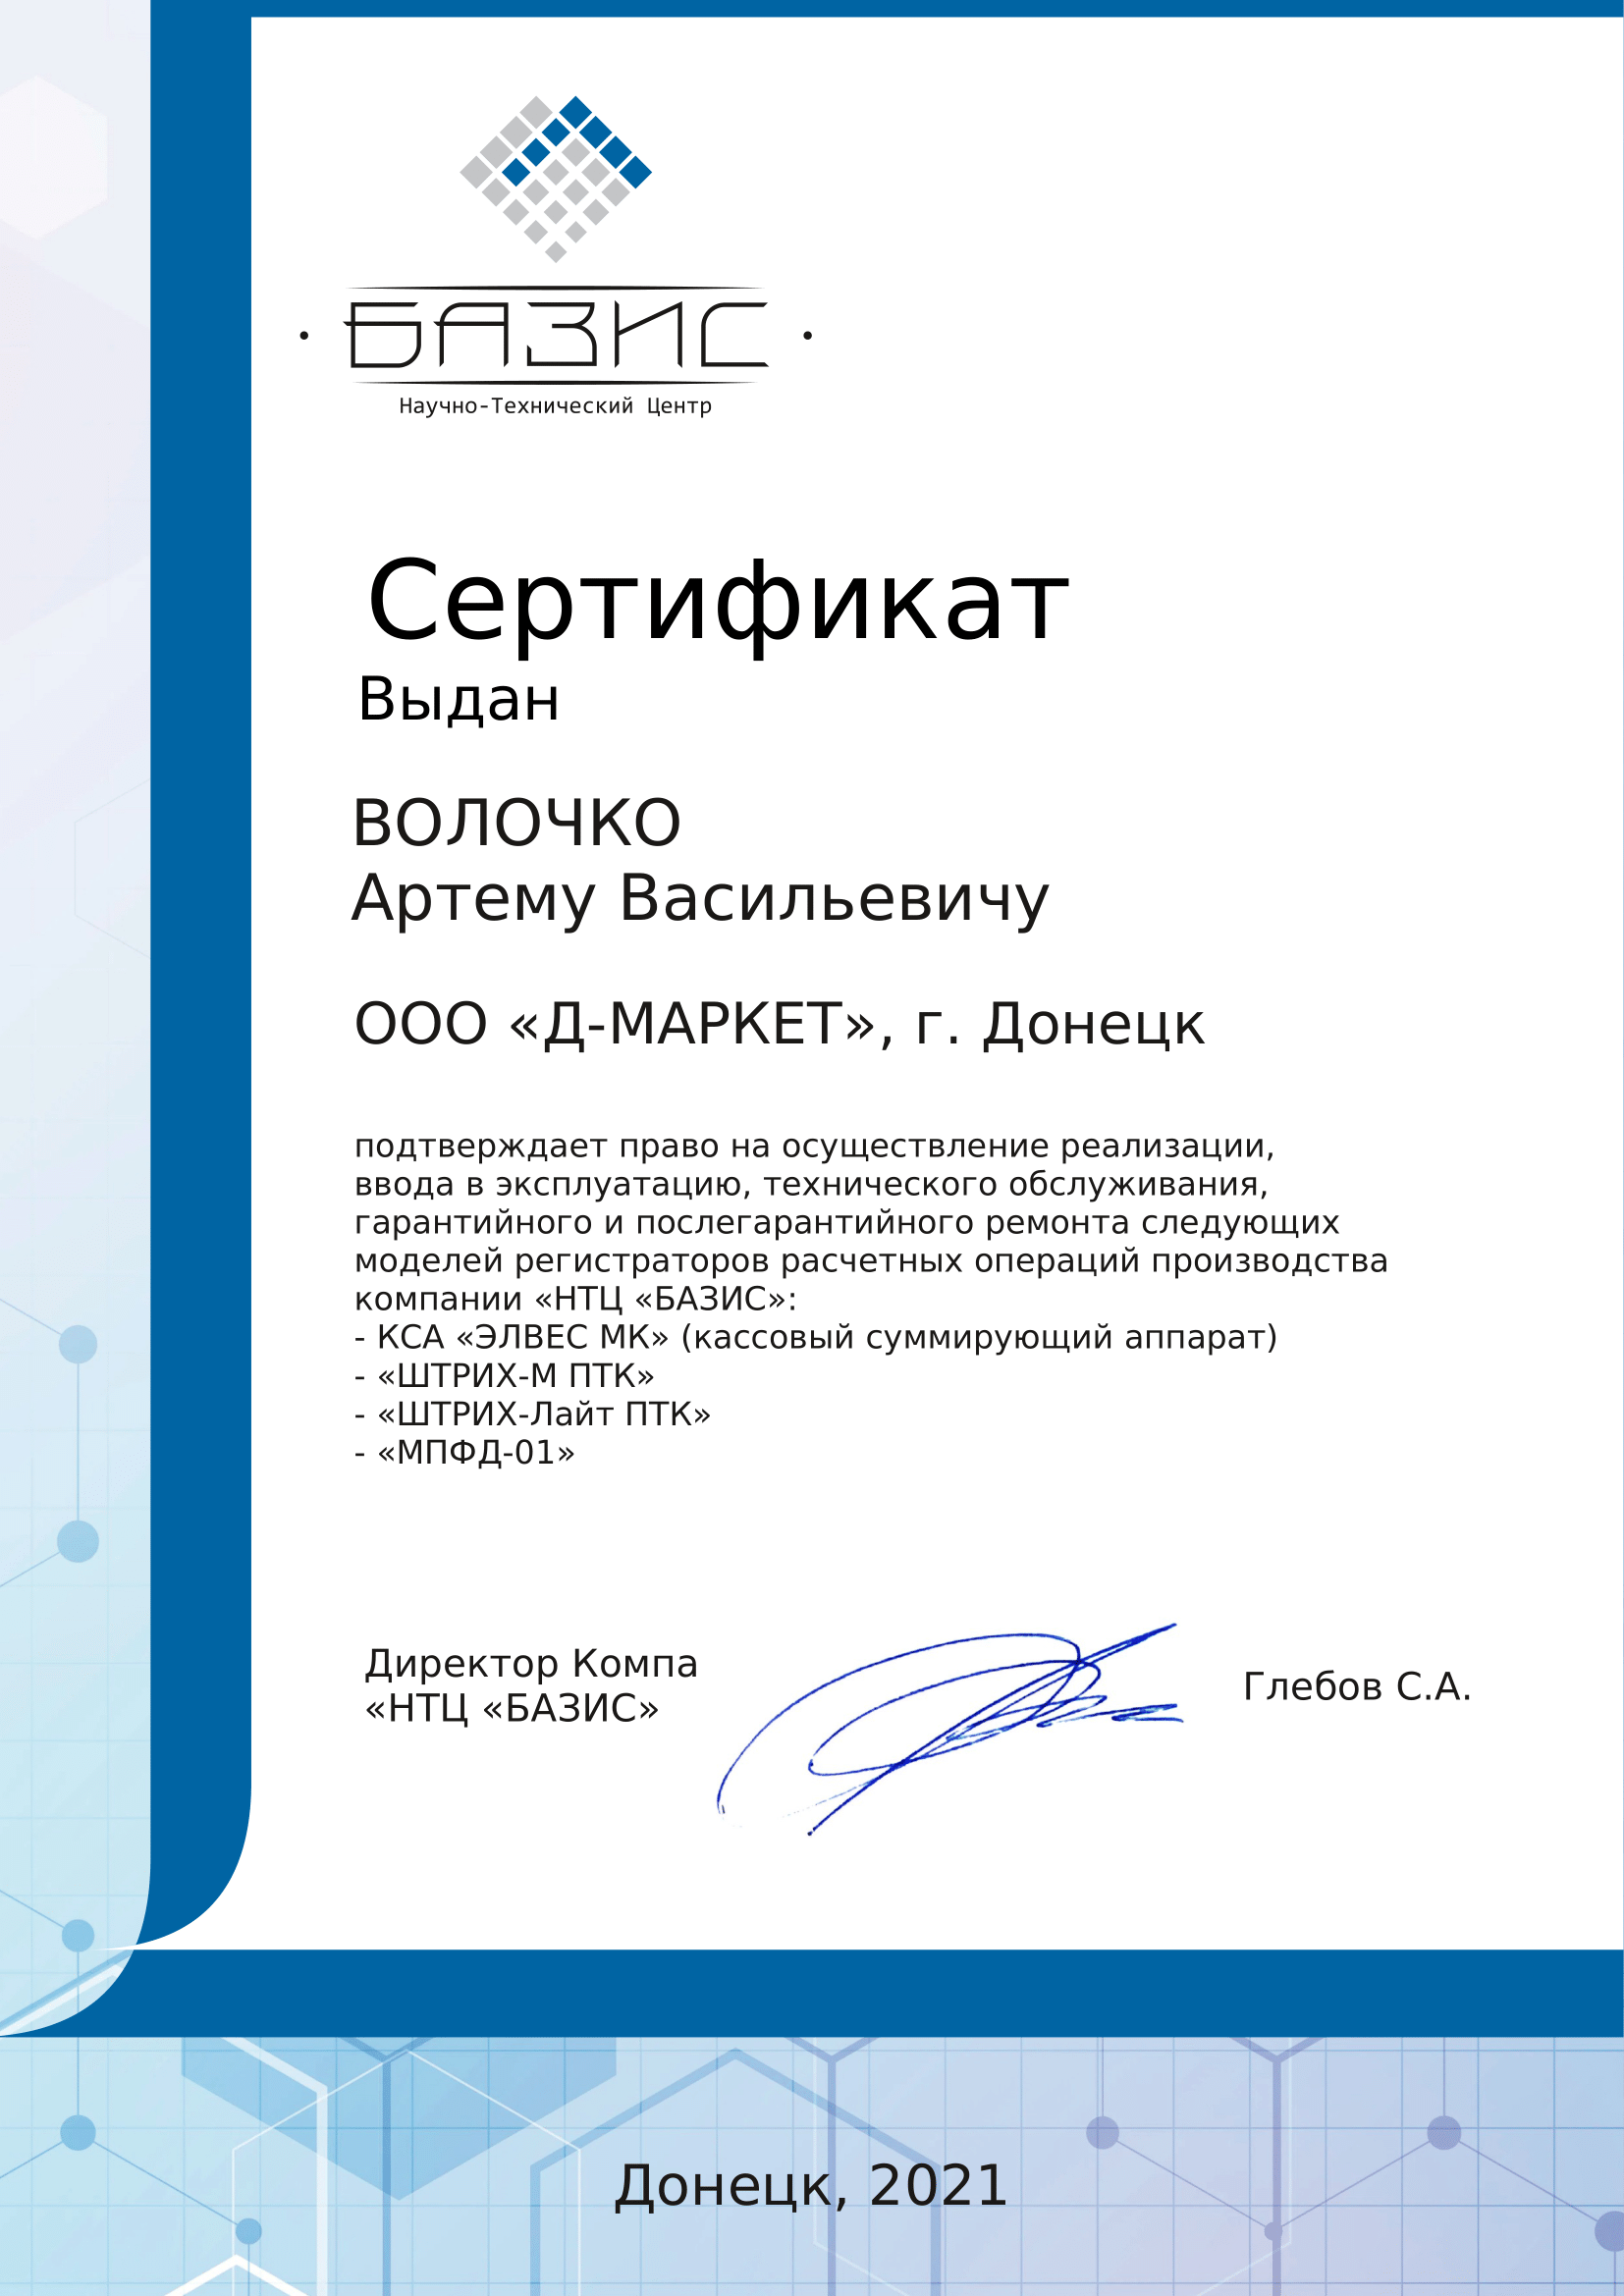 БАЗИС
Научно-Технический Центр
Сертификат
Выдан
ВОЛОЧКО
Артему Васильевичу
ООО «Д-МАРКЕТ», г. Донецк
подтверждает право на осуществление реализации,
ввода в эксплуатацию, технического обслуживания,
гарантийного и послегарантийного ремонта следующих
моделей регистраторов расчетных операций производства
компании «НТЦ «БАЗИС»:
- КСА «ЭЛВЕС МК» (кассовый суммирующий аппарат)
- «ШТРИХ-М ПТК»
- «ШТРИХ-Лайт ПТК»
- «МПФД-01»
Директор Компа
«НТЦ «БАЗИС»
Глебов С.А.
Донецк, 2021